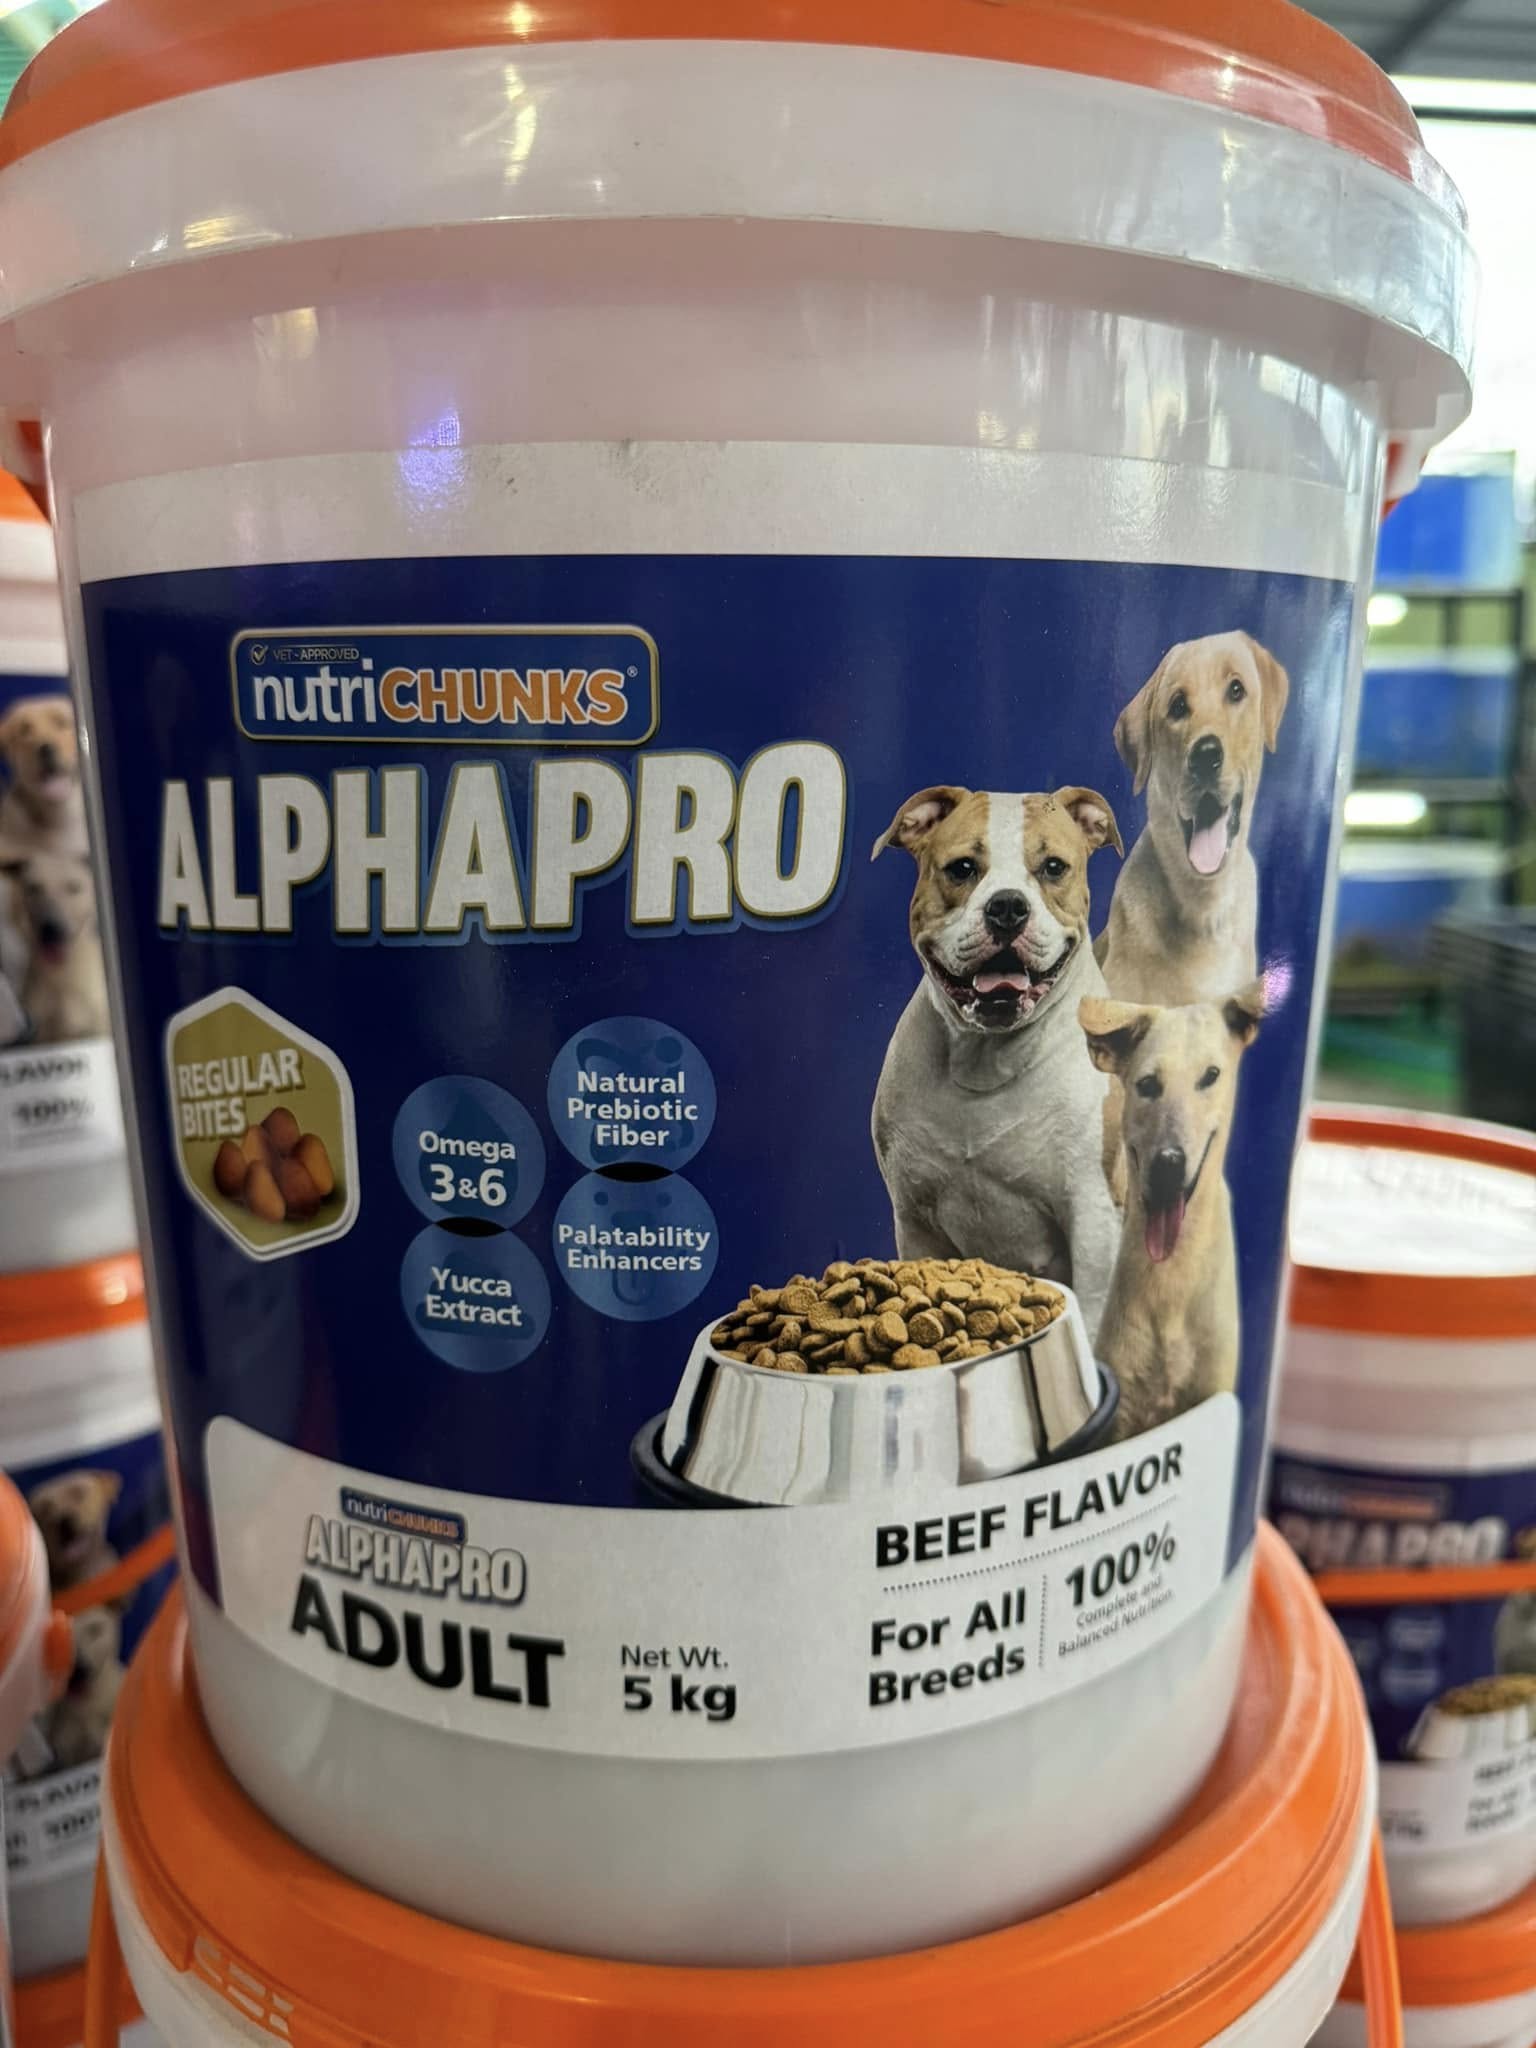 VET-APPROVED
nutriCHUNKS®
ALPHAPRO
REGULAR
BITES
Omega
3&6
Natural
Prebiotic
Fiber
Yucca
Extract
Palatability
Enhancers
nutriCHUNKS
ALPHAPRO
ADULT
Net Wt.
5 kg
BEEF FLAVOR
For All
Breeds
100%
Complete and
Balanced Nutrition
100%